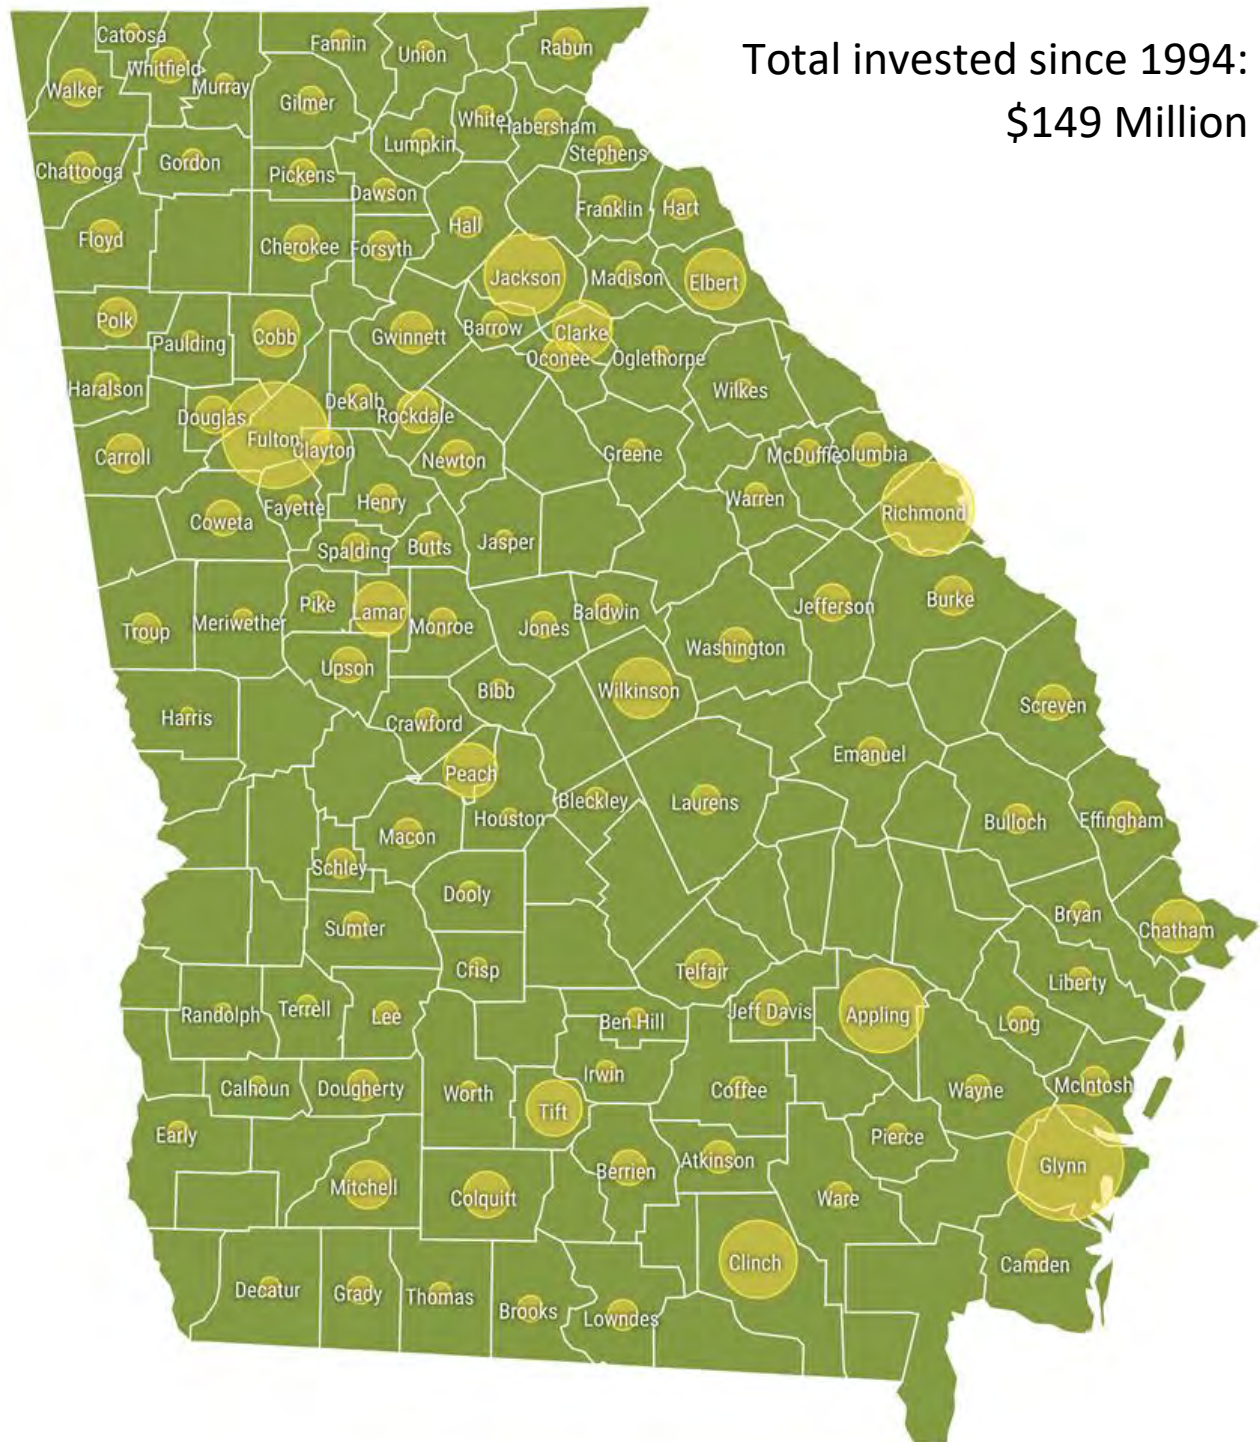 Total invested since 1994:
$149 Million
Catoosa
Fannin
Union
Rabun
Whitfield
Walker
Murray
Gilmer
White
Habersham
Lumpkin
Stephens
Chattooga
Gordon
Pickens
Dawson
Franklin
Hart
Hall
Floyd
Cherokee
Forsyth
Jackson
Madison
Elbert
Polk
Paulding
Cobb
Gwinnett
Barrow
Clarke
Oconee
Oglethorpe
Haralson
Wilkes
DeKalb
Rockdale
Douglas
Fulton
Clayton
Carroll
Newton
Greene
McDuffie
Columbia
Warren
Richmond
Henry
Fayette
Coweta
Spalding
Butts
Jasper
Pike
Lamar
Monroe
Troup
Meriwether
Jones
Baldwin
Jefferson
Burke
Washington
Upson
Bibb
Wilkinson
Screven
Harris
Crawford
Emanuel
Peach
Bleckley
Laurens
Houston
Macon
Bulloch
Effingham
Schley
Dooly
Sumter
Bryan
Chatham
Crisp
Telfair
Liberty
Randolph
Terrell
Lee
Ben Hill
Jeff Davis
Appling
Long
Irwin
Calhoun
Dougherty
Worth
Tift
Coffee
Wayne
McIntosh
Early
Pierce
Mitchell
Colquitt
Berrien
Atkinson
Ware
Glynn
Clinch
Camden
Decatur
Grady
Thomas
Brooks
Lowndes